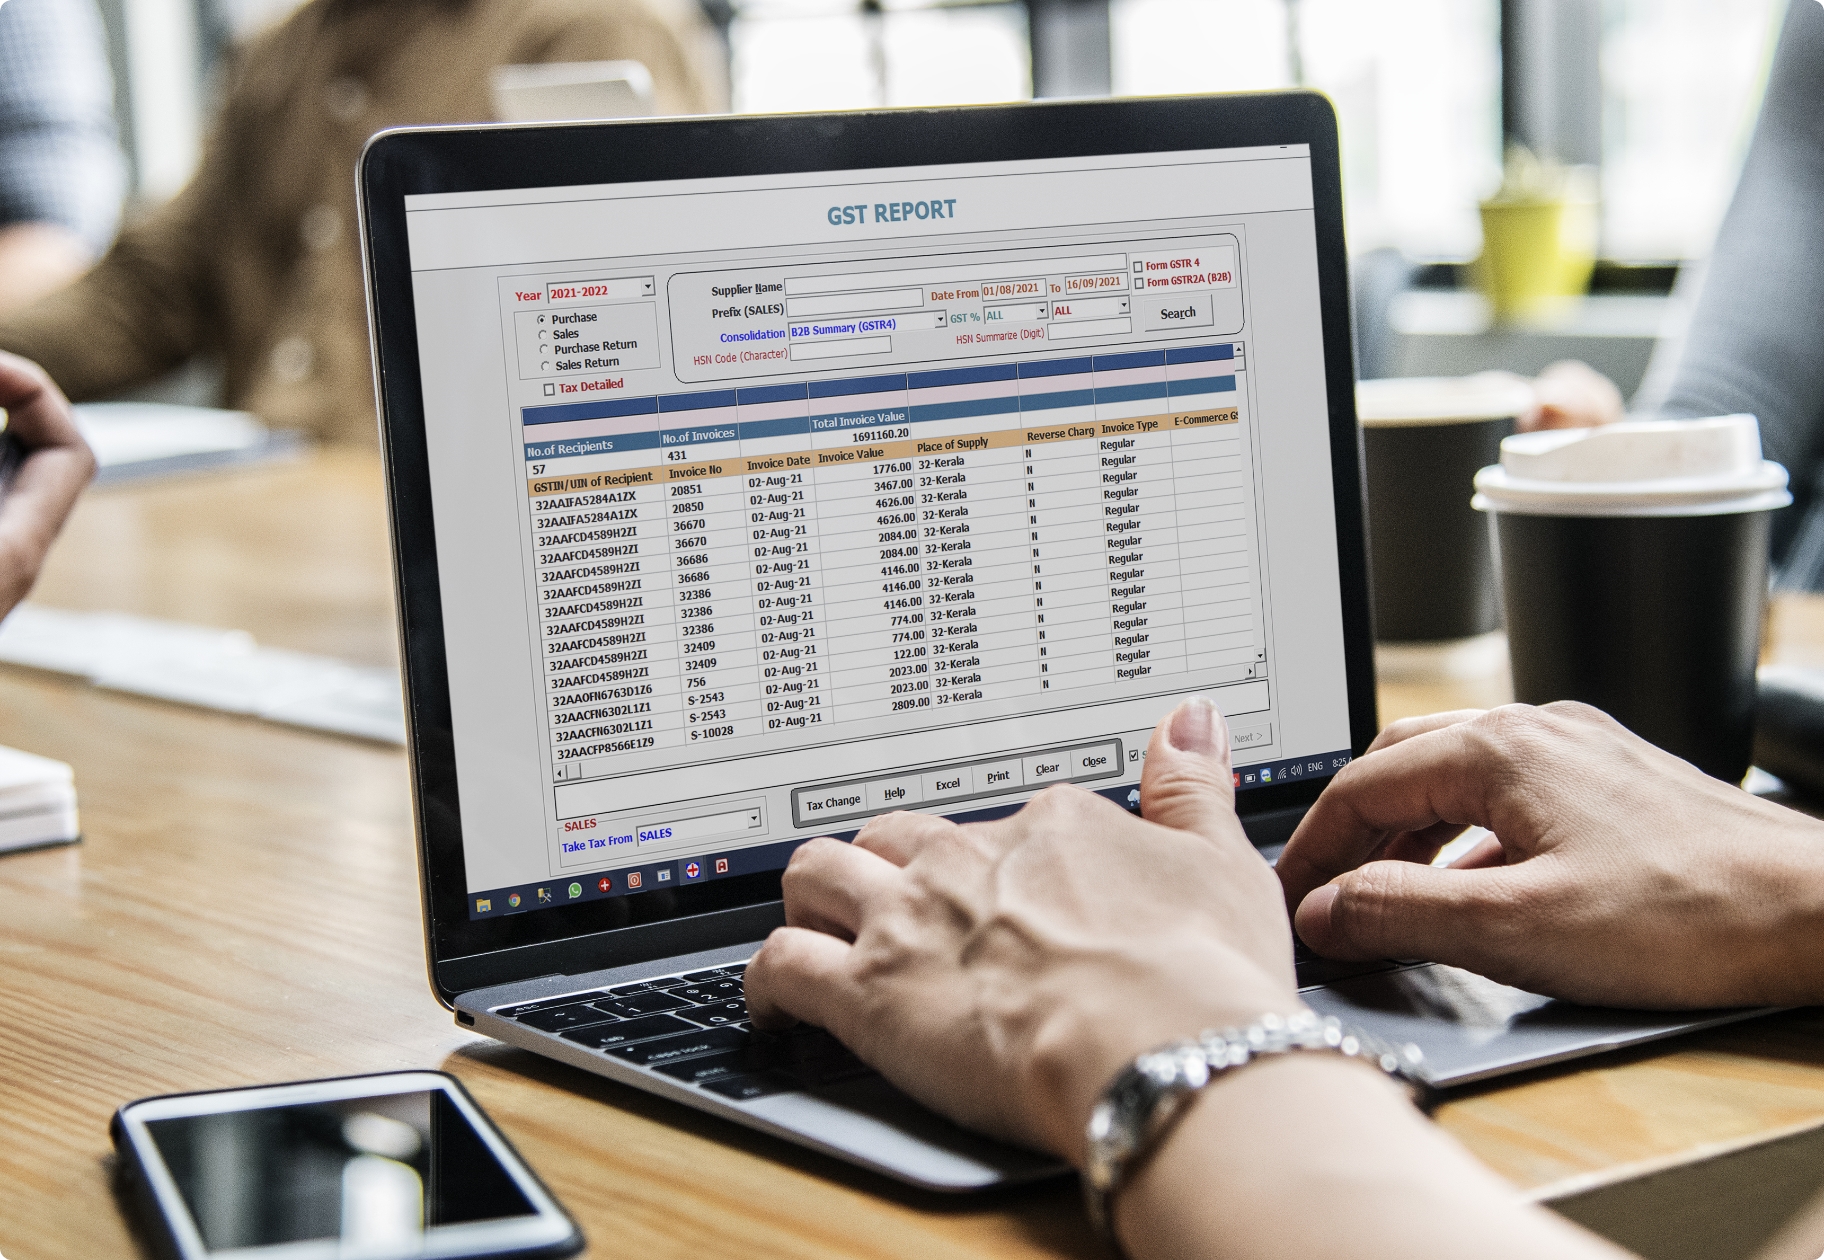 GST REPORT
Year 2021-2022
Purchase
Sales
Purchase Return
Sales Return
Tax Detailed
Supplier Name
Prefix (SALES) Date From 01/08/2021 To 16/09/2021
Consolidation B2B Summary (GSTR4) GST % ALL ALL
HSN Code (Character) HSN Summarize (Digit)
Form GSTR 4
Form GSTR2A (B2B)
Search
No.of Recipients No.of Invoices Total Invoice Value
57 431 1691160.20
GSTIN/UIN of Recipient Invoice No Invoice Date Invoice Value Place of Supply Reverse Charg Invoice Type E-Commerce GS
32AAIFA5284A1ZX 20851 02-Aug-21 1776.00 32-Kerala N Regular
32AAIFA5284A1ZX 20850 02-Aug-21 3467.00 32-Kerala N Regular
32AAFCD4589H2ZI 36670 02-Aug-21 4626.00 32-Kerala N Regular
32AAFCD4589H2ZI 36670 02-Aug-21 4626.00 32-Kerala N Regular
32AAFCD4589H2ZI 36686 02-Aug-21 2084.00 32-Kerala N Regular
32AAFCD4589H2ZI 36686 02-Aug-21 2084.00 32-Kerala N Regular
32AAFCD4589H2ZI 32386 02-Aug-21 4146.00 32-Kerala N Regular
32AAFCD4589H2ZI 32386 02-Aug-21 4146.00 32-Kerala N Regular
32AAFCD4589H2ZI 32386 02-Aug-21 4146.00 32-Kerala N Regular
32AAFCD4589H2ZI 32409 02-Aug-21 774.00 32-Kerala N Regular
32AAFCD4589H2ZI 32409 02-Aug-21 774.00 32-Kerala N Regular
32AAOFN6763D1Z6 756 02-Aug-21 122.00 32-Kerala N Regular
32AACFN6302L1Z1 S-2543 02-Aug-21 2023.00 32-Kerala N Regular
32AACFN6302L1Z1 S-2543 02-Aug-21 2023.00 32-Kerala N Regular
32AACFP8566E1Z9 S-10028 02-Aug-21 2809.00 32-Kerala N Regular
Tax Change Help Excel Print Clear Close Next >
SALES
Take Tax From SALES
ENG 8:25 A
esc
tab
caps lock